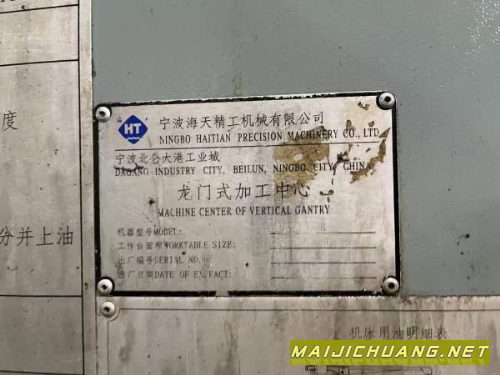 度
分并上油
HT
宁波海天精工机械有限公司
NINGBO HAITIAN PRECISION MACHINERY CO., LTD
宁波北仑大港工业城
DAGANG INDUSTRY CITY, BEILUN, NINGBO CITY, CHINA
龙门式加工中心
MACHINE CENTER OF VERTICAL GANTRY
机器型号MODEL:
工作台面积WORKTABLE SIZE:
出厂编号SERIAL NO.:
出厂日期DATE OF EX.FACT:
机床用油明细表
MAIJICHUANG.NET